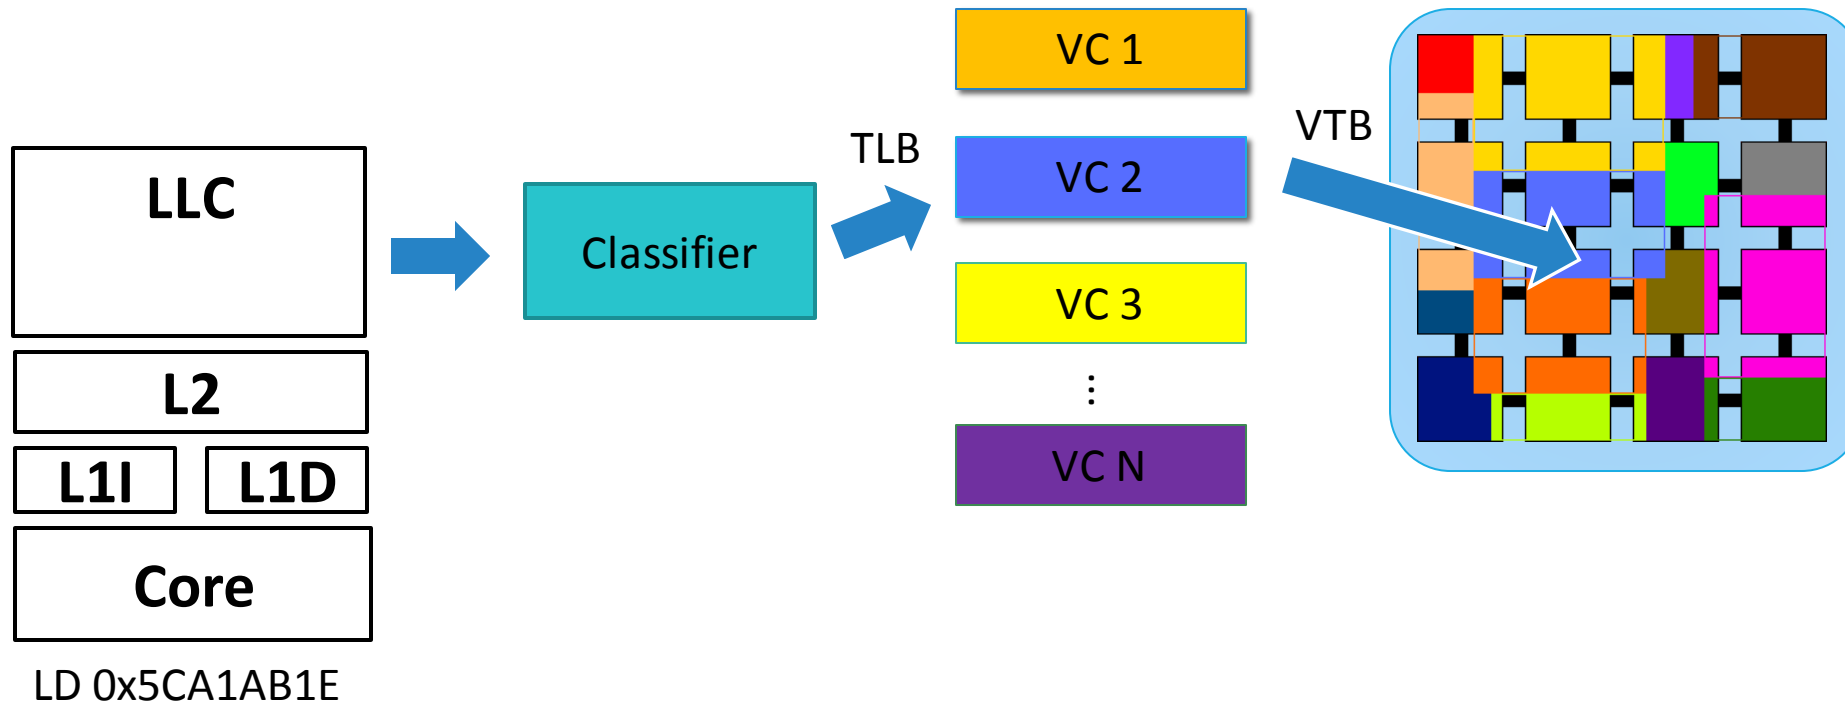 LLC
L2
L1I
L1D
Core
LD 0x5CA1AB1E
Classifier
TLB
VC 1
VC 2
VC 3
⋮
VC N
VTB